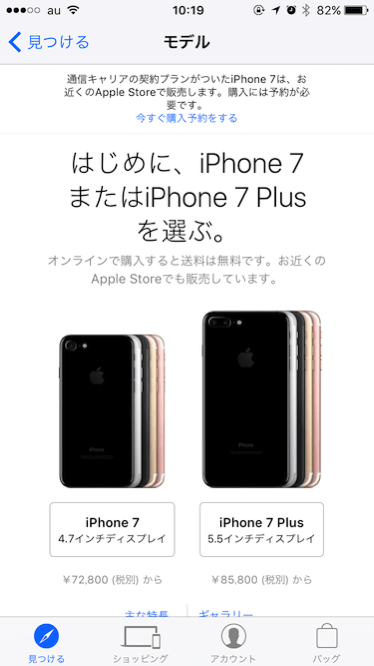 au 10:19 82%
見つける モデル
通信キャリアの契約プランがついたiPhone 7は、お
近くのApple Storeで販売します。購入には予約が必
要です。
今すぐ購入予約をする
はじめに、iPhone 7
またはiPhone 7 Plus
を選ぶ。
オンラインで購入すると送料は無料です。お近くの
Apple Storeでも販売しています。
iPhone 7
4.7インチディスプレイ
¥72,800 (税別) から
iPhone 7 Plus
5.5インチディスプレイ
¥85,800 (税別) から
主な特長 ギャラリー
見つける ショッピング アカウント バッグ